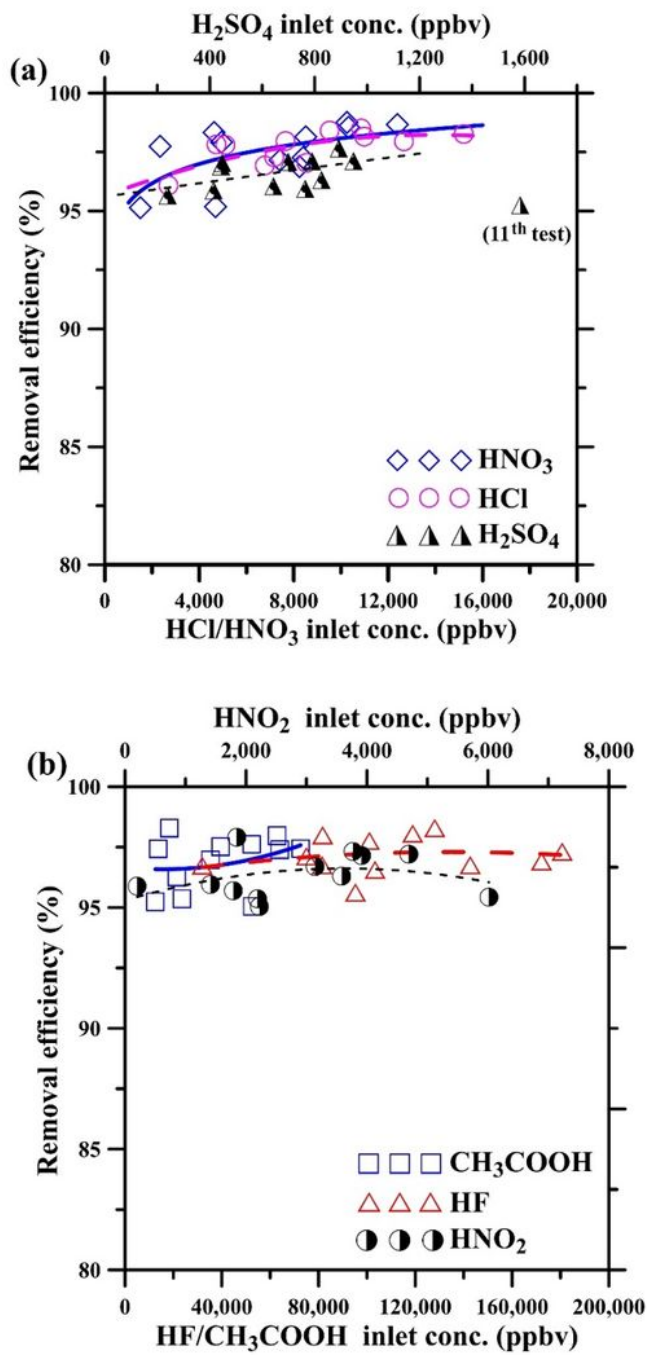 H₂SO₄ inlet conc. (ppbv)
(a)
0 400 800 1,200 1,600
100
95
90
85
80
Removal efficiency (%)
(11ᵗʰ test)
HNO₃
HCl
H₂SO₄
0 4,000 8,000 12,000 16,000 20,000
HCl/HNO₃ inlet conc. (ppbv)
HNO₂ inlet conc. (ppbv)
(b)
0 2,000 4,000 6,000 8,000
100
95
90
85
80
Removal efficiency (%)
CH₃COOH
HF
HNO₂
0 40,000 80,000 120,000 160,000 200,000
HF/CH₃COOH inlet conc. (ppbv)